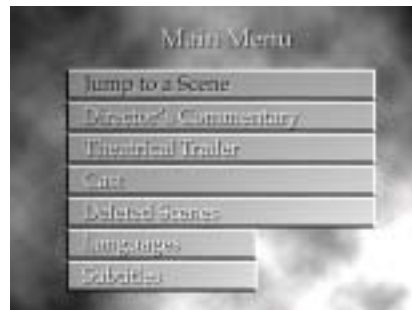 Main Menu
Jump to a Scene
Director's Commentary
Theatrical Trailer
Cast
Deleted Scenes
Languages
Subtitles